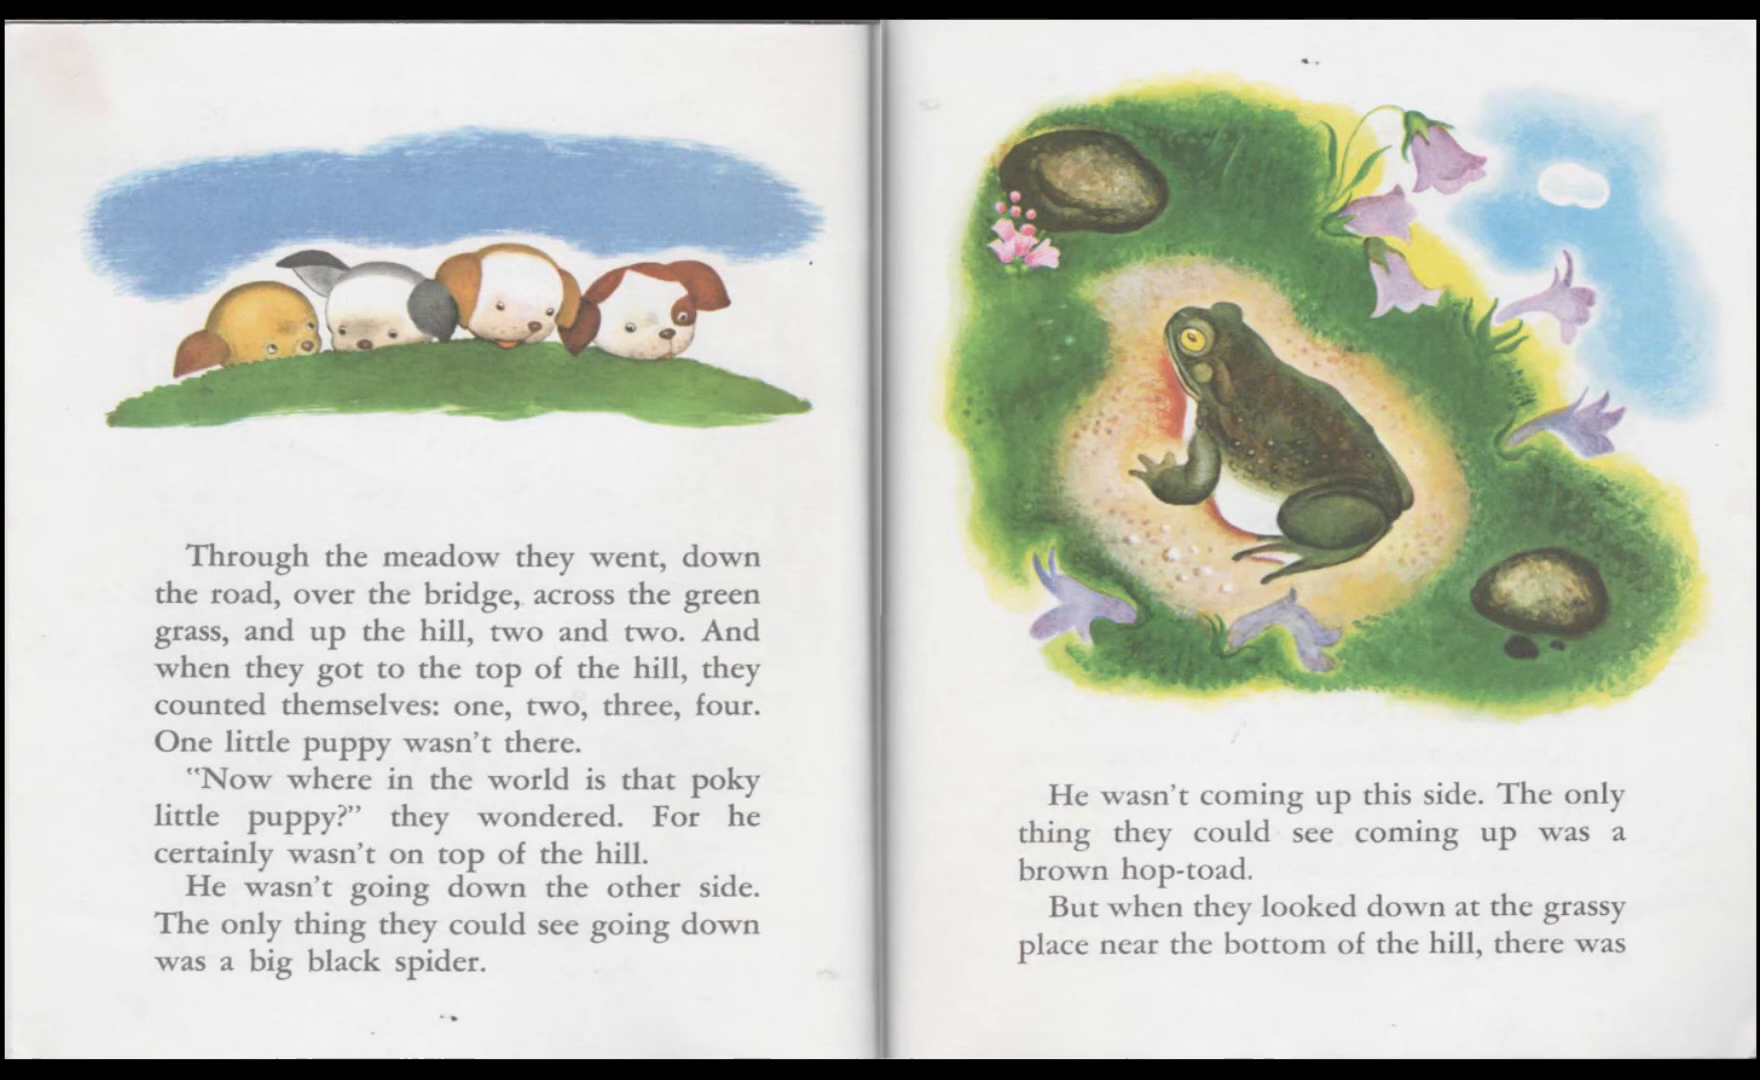 Through the meadow they went, down
the road, over the bridge, across the green
grass, and up the hill, two and two. And
when they got to the top of the hill, they
counted themselves: one, two, three, four.
One little puppy wasn't there.
"Now where in the world is that poky
little puppy?" they wondered. For he
certainly wasn't on top of the hill.
He wasn't going down the other side.
The only thing they could see going down
was a big black spider.
He wasn't coming up this side. The only
thing they could see coming up was a
brown hop-toad.
But when they looked down at the grassy
place near the bottom of the hill, there was